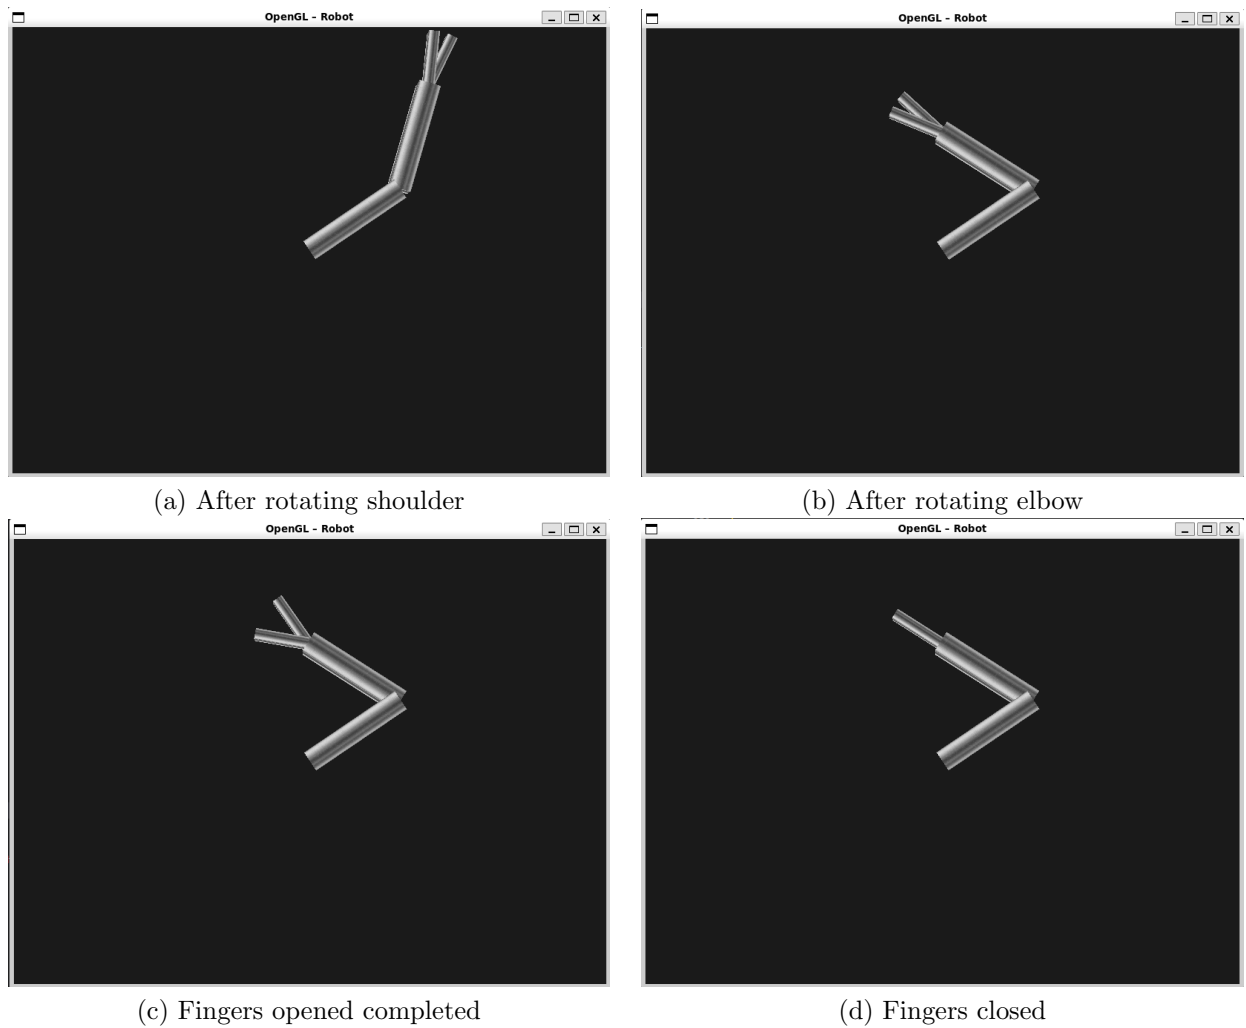 OpenGL – Robot
OpenGL – Robot
(a) After rotating shoulder
(b) After rotating elbow
OpenGL – Robot
OpenGL – Robot
(c) Fingers opened completed
(d) Fingers closed